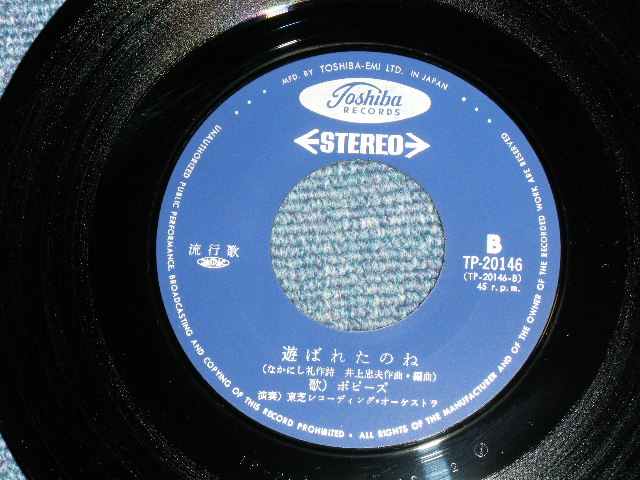 MFD. BY TOSHIBA-EMI LTD. IN JAPAN
Toshiba
RECORDS
STEREO
流行歌
B
TP-20146
(TP-20146-B)
45 r.p.m.
遊ばれたのね
(なかにし礼作詩 井上忠夫作曲・編曲)
歌) ポピーズ
演奏)東芝レコーディング・オーケストラ
UNAUTHORIZED PUBLIC PERFORMANCE, BROADCASTING AND COPYING OF THIS RECORD PROHIBITED • ALL RIGHTS OF THE MANUFACTURER AND OF THE OWNER OF THE RECORDED WORK ARE RESERVED